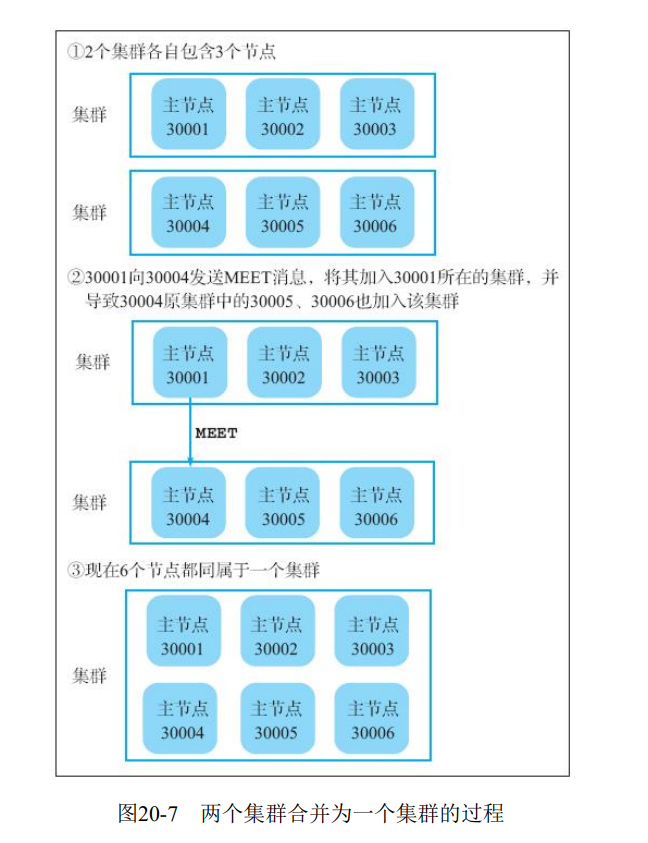 ①2个集群各自包含3个节点
集群
主节点 主节点 主节点
30001 30002 30003
集群
主节点 主节点 主节点
30004 30005 30006
②30001向30004发送MEET消息，将其加入30001所在的集群，并
导致30004原集群中的30005、30006也加入该集群
集群
主节点 主节点 主节点
30001 30002 30003
MEET
集群
主节点 主节点 主节点
30004 30005 30006
③现在6个节点都同属于一个集群
集群
主节点 主节点 主节点
30001 30002 30003
主节点 主节点 主节点
30004 30005 30006
图20-7 两个集群合并为一个集群的过程